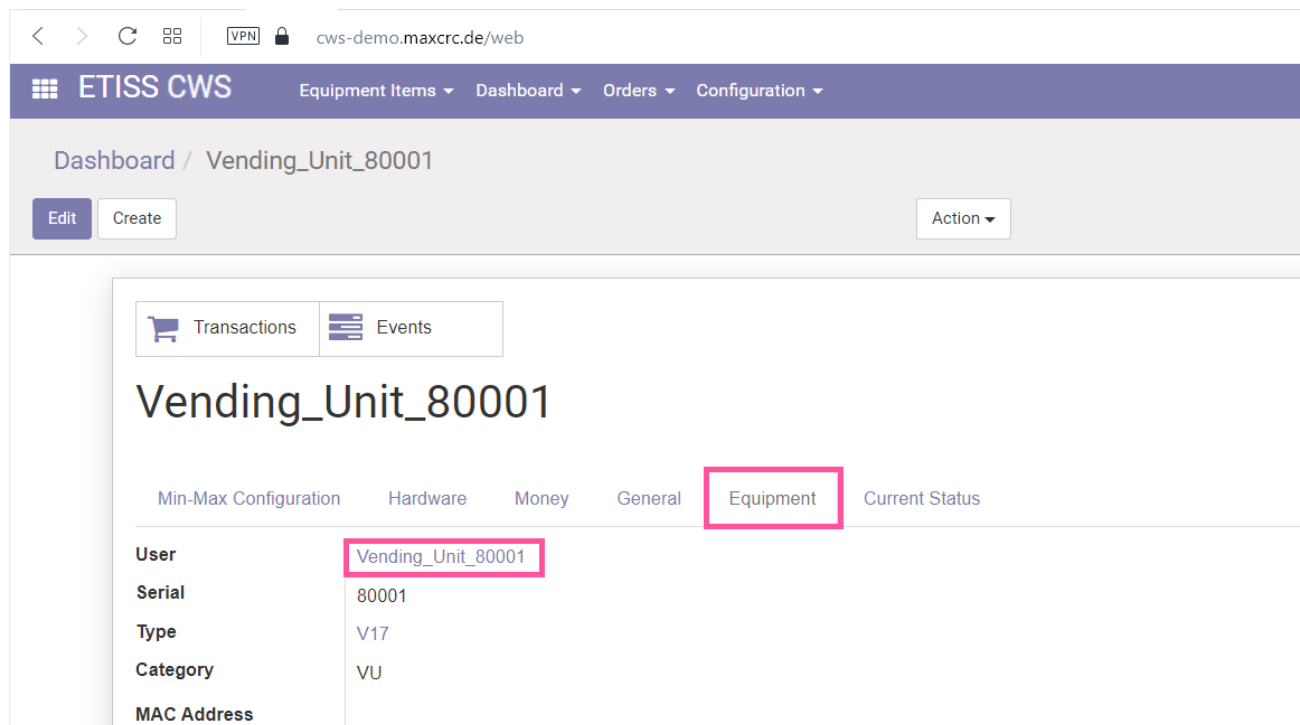 VPN cws-demo.maxcrc.de/web
ETISS CWS Equipment Items Dashboard Orders Configuration
Dashboard / Vending_Unit_80001
Edit Create Action
Transactions Events
Vending_Unit_80001
Min-Max Configuration Hardware Money General Equipment Current Status
User Vending_Unit_80001
Serial 80001
Type V17
Category VU
MAC Address